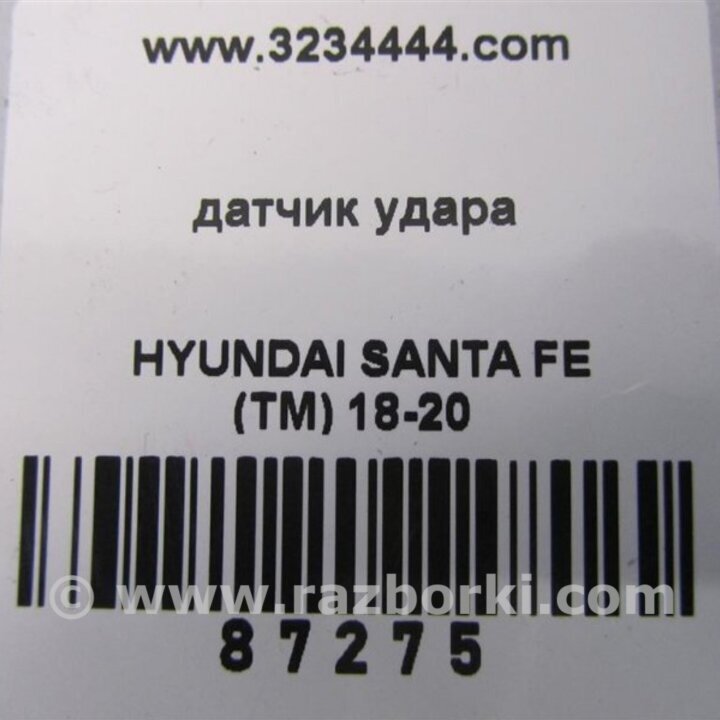 www.3234444.com
датчик удара
HYUNDAI SANTA FE
(TM) 18-20
© www.razborki.com
87275